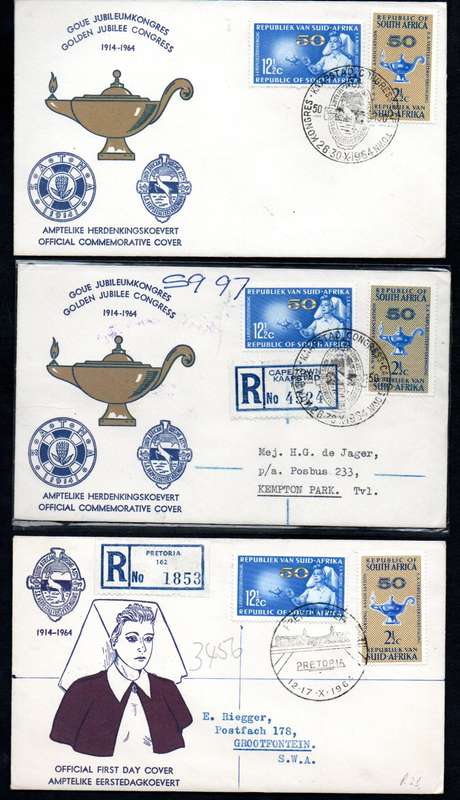 GOUE JUBILEUMKONGRES
GOLDEN JUBILEE CONGRESS
1914-1964
REPUBLIEK VAN SUID-AFRIKA
50
12½c
REPUBLIC OF SOUTH AFRICA
REPUBLIC OF
SOUTH AFRICA
50
2½c
REPUBLIEK VAN
SUID-AFRIKA
26-30·X·1964
AMPTELIKE HERDENKINGSKOEVERT
OFFICIAL COMMEMORATIVE COVER
GOUE JUBILEUMKONGRES
GOLDEN JUBILEE CONGRESS
1914-1964
S9 97
REPUBLIEK VAN SUID-AFRIKA
50
12½c
REPUBLIC OF SOUTH AFRICA
REPUBLIC OF
SOUTH AFRICA
50
2½c
REPUBLIEK VAN
SUID-AFRIKA
CAPE TOWN
KAAPSTAD
R No 4524
Mej. H.G. de Jager,
p/a. Posbus 233,
KEMPTON PARK. Tvl.
AMPTELIKE HERDENKINGSKOEVERT
OFFICIAL COMMEMORATIVE COVER
1914-1964
PRETORIA
162
R No 1853
REPUBLIEK VAN SUID-AFRIKA
50
12½c
REPUBLIC OF SOUTH AFRICA
REPUBLIC OF
SOUTH AFRICA
50
2½c
REPUBLIEK VAN
SUID-AFRIKA
PRETORIA
12-17·X·1964
3456
E. Riegger,
Postfach 178,
GROOTFONTEIN.
S.W.A.
OFFICIAL FIRST DAY COVER
AMPTELIKE EERSTEDAGKOEVERT